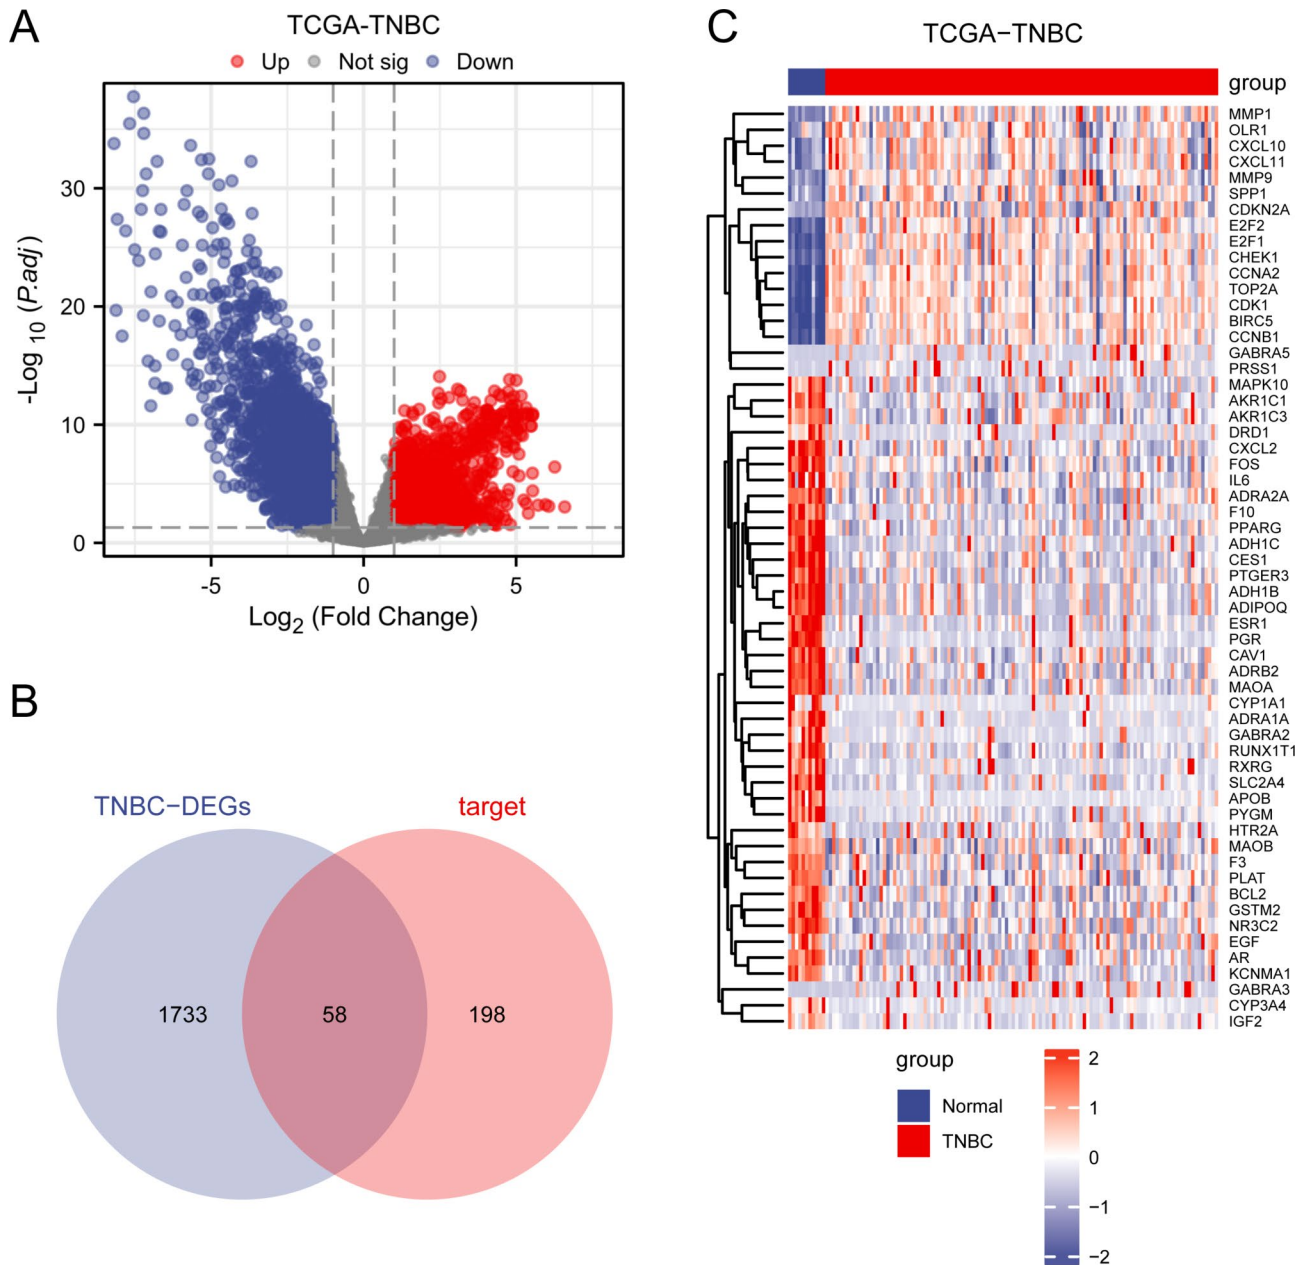 A
TCGA-TNBC
Up Not sig Down
-Log 10 (P.adj)
30
20
10
0
-5 0 5
Log2 (Fold Change)
B
TNBC−DEGs target
1733 58 198
C
TCGA−TNBC
group
MMP1
OLR1
CXCL10
CXCL11
MMP9
SPP1
CDKN2A
E2F2
E2F1
CHEK1
CCNA2
TOP2A
CDK1
BIRC5
CCNB1
GABRA5
PRSS1
MAPK10
AKR1C1
AKR1C3
DRD1
CXCL2
FOS
IL6
ADRA2A
F10
PPARG
ADH1C
CES1
PTGER3
ADH1B
ADIPOQ
ESR1
PGR
CAV1
ADRB2
MAOA
CYP1A1
ADRA1A
GABRA2
RUNX1T1
RXRG
SLC2A4
APOB
PYGM
HTR2A
MAOB
F3
PLAT
BCL2
GSTM2
NR3C2
EGF
AR
KCNMA1
GABRA3
CYP3A4
IGF2
group
Normal
TNBC
2
1
0
−1
−2